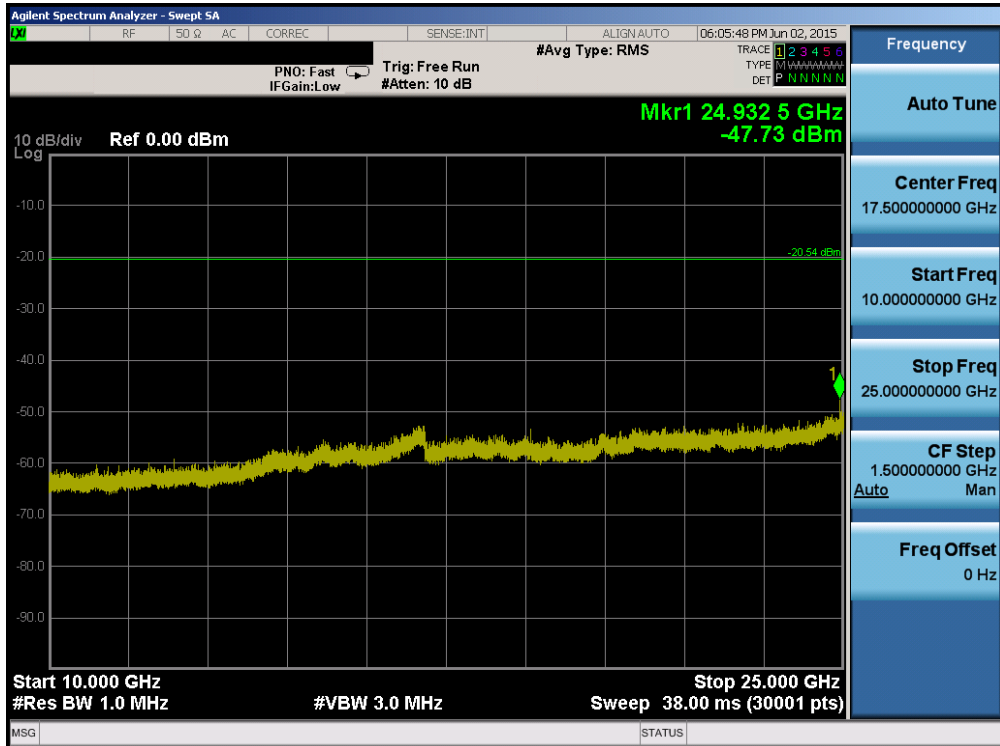 Agilent Spectrum Analyzer - Swept SA
LXI RF 50 Ω AC CORREC SENSE:INT ALIGN AUTO 06:05:48 PM Jun 02, 2015
#Avg Type: RMS TRACE 1 2 3 4 5 6
PNO: Fast Trig: Free Run TYPE M WWWWW
IFGain:Low #Atten: 10 dB DET P N N N N N
Mkr1 24.932 5 GHz
-47.73 dBm
10 dB/div Ref 0.00 dBm
Log
-10.0
-20.0
-20.54 dBm
-30.0
-40.0
1
-50.0
-60.0
-70.0
-80.0
-90.0
Start 10.000 GHz Stop 25.000 GHz
#Res BW 1.0 MHz #VBW 3.0 MHz Sweep 38.00 ms (30001 pts)
MSG STATUS
Frequency
Auto Tune
Center Freq
17.500000000 GHz
Start Freq
10.000000000 GHz
Stop Freq
25.000000000 GHz
CF Step
1.500000000 GHz
Auto Man
Freq Offset
0 Hz